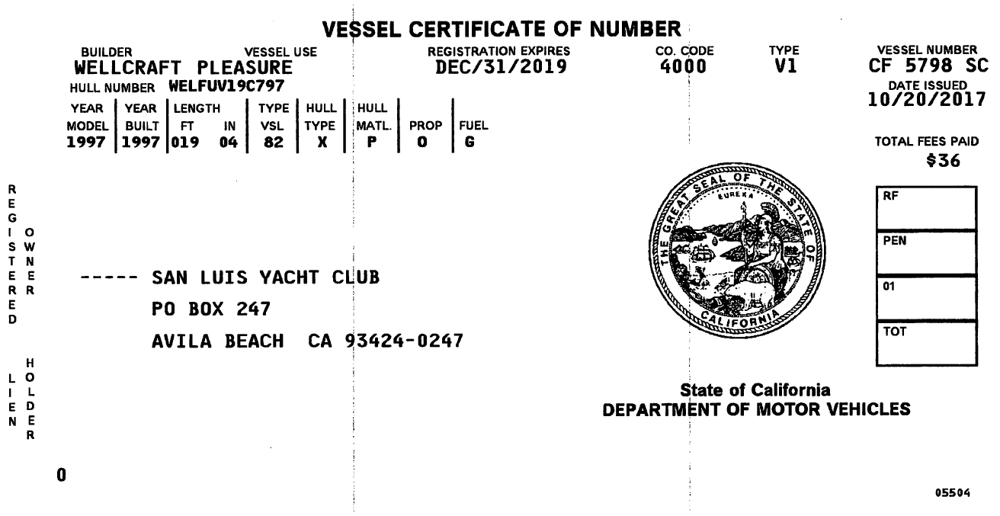 VESSEL CERTIFICATE OF NUMBER
BUILDER VESSEL USE REGISTRATION EXPIRES CO. CODE TYPE VESSEL NUMBER
WELLCRAFT PLEASURE DEC/31/2019 4000 V1 CF 5798 SC
HULL NUMBER WELFUV19C797 DATE ISSUED
10/20/2017
YEAR YEAR LENGTH TYPE HULL HULL
MODEL BUILT FT IN VSL TYPE MATL. PROP FUEL
1997 1997 019 04 82 X P O G
TOTAL FEES PAID
$36
REGISTERED
OWNER
THE GREAT SEAL OF THE STATE OF CALIFORNIA
EUREKA
RF
PEN
01
TOT
----- SAN LUIS YACHT CLUB
PO BOX 247
AVILA BEACH CA 93424-0247
LIEN
HOLDER
State of California
DEPARTMENT OF MOTOR VEHICLES
0
05504